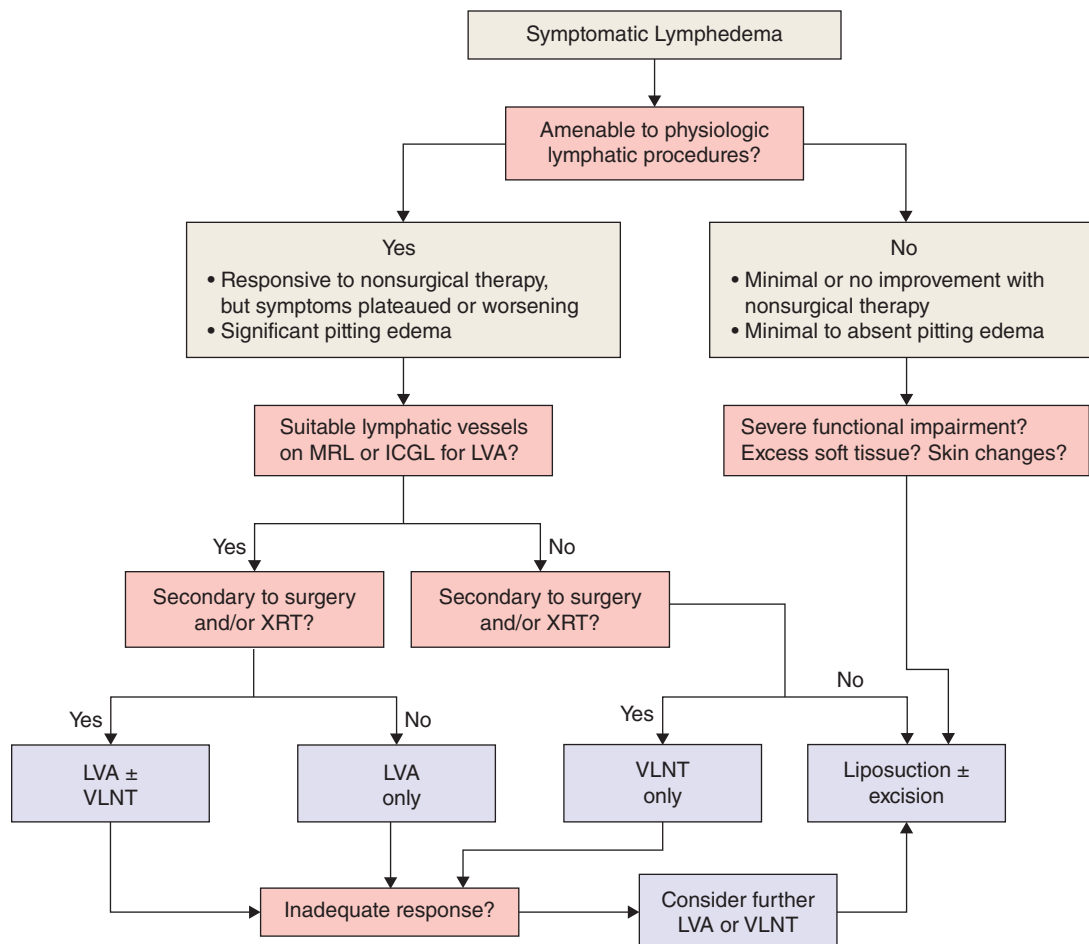 Symptomatic Lymphedema
Amenable to physiologic
lymphatic procedures?
Yes
• Responsive to nonsurgical therapy,
but symptoms plateaued or worsening
• Significant pitting edema
No
• Minimal or no improvement with
nonsurgical therapy
• Minimal to absent pitting edema
Suitable lymphatic vessels
on MRL or ICGL for LVA?
Severe functional impairment?
Excess soft tissue? Skin changes?
Yes
No
Secondary to surgery
and/or XRT?
Secondary to surgery
and/or XRT?
Yes
No
Yes
No
LVA ±
VLNT
LVA
only
VLNT
only
Liposuction ±
excision
Inadequate response?
Consider further
LVA or VLNT